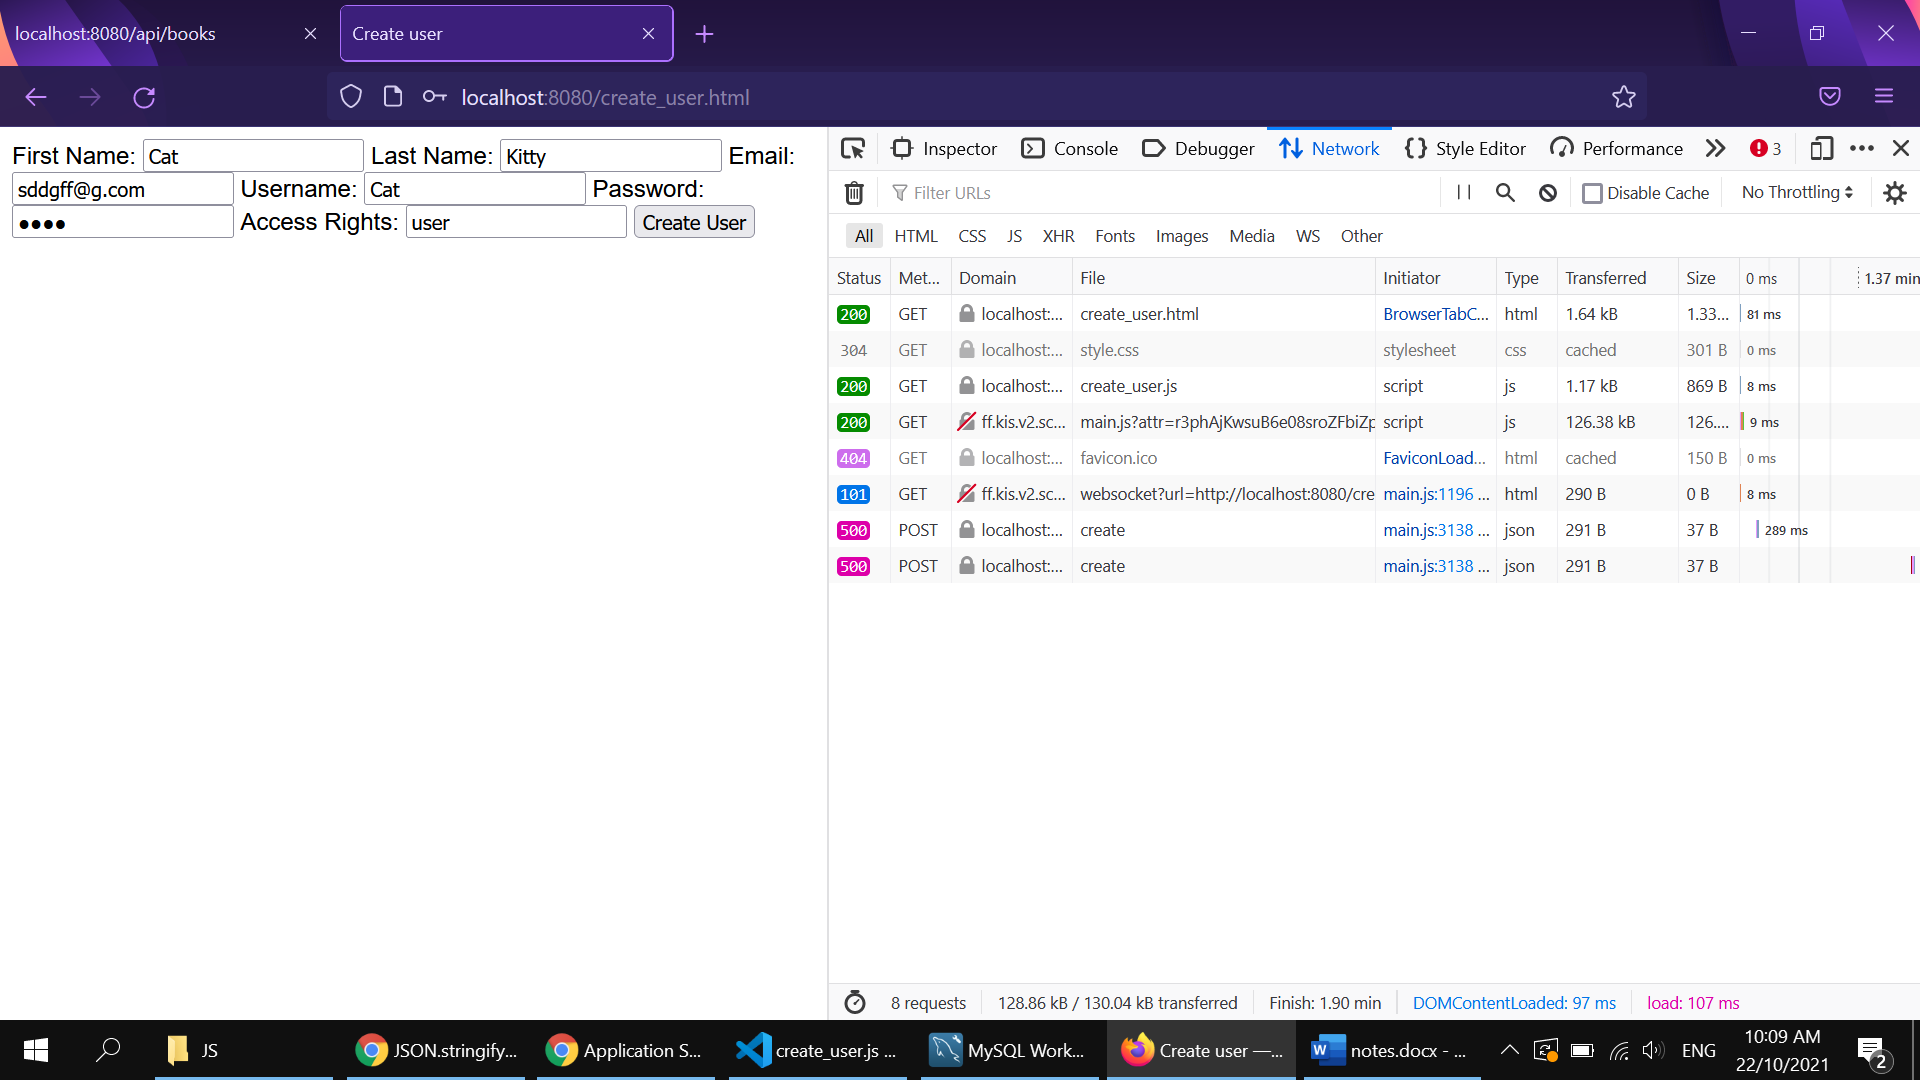 localhost:8080/api/books
Create user
localhost:8080/create_user.html
First Name: Cat Last Name: Kitty Email:
sddgff@g.com Username: Cat Password:
●●●● Access Rights: user Create User
Inspector Console Debugger Network Style Editor Performance 3
Filter URLs Disable Cache No Throttling
All HTML CSS JS XHR Fonts Images Media WS Other
Status Met... Domain File Initiator Type Transferred Size 0 ms 1.37 min
200 GET localhost:... create_user.html BrowserTabC... html 1.64 kB 1.33... 81 ms
304 GET localhost:... style.css stylesheet css cached 301 B 0 ms
200 GET localhost:... create_user.js script js 1.17 kB 869 B 8 ms
200 GET ff.kis.v2.sc... main.js?attr=r3phAjKwsuB6e08sroZFbiZp script js 126.38 kB 126.... 9 ms
404 GET localhost:... favicon.ico FaviconLoad... html cached 150 B 0 ms
101 GET ff.kis.v2.sc... websocket?url=http://localhost:8080/cre main.js:1196 ... html 290 B 0 B 8 ms
500 POST localhost:... create main.js:3138 ... json 291 B 37 B 289 ms
500 POST localhost:... create main.js:3138 ... json 291 B 37 B
8 requests 128.86 kB / 130.04 kB transferred Finish: 1.90 min DOMContentLoaded: 97 ms load: 107 ms
JS JSON.stringify... Application S... create_user.js ... MySQL Work... Create user —... notes.docx - ... ENG 10:09 AM
22/10/2021 2